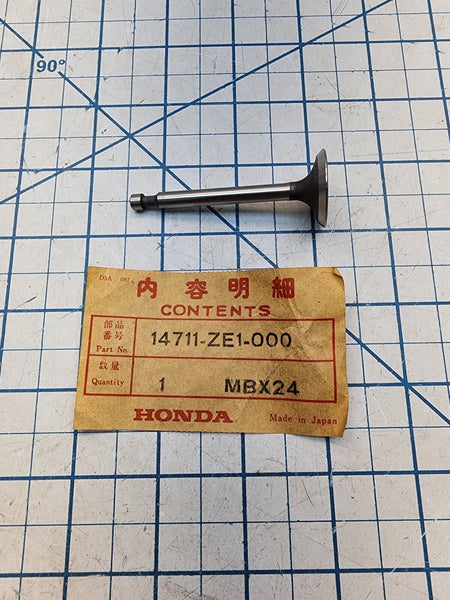 90°
DSA 097
内容明細
CONTENTS
部品
番号
Part No.
14711-ZE1-000
数量
Quantity
1 MBX24
HONDA
Made in Japan